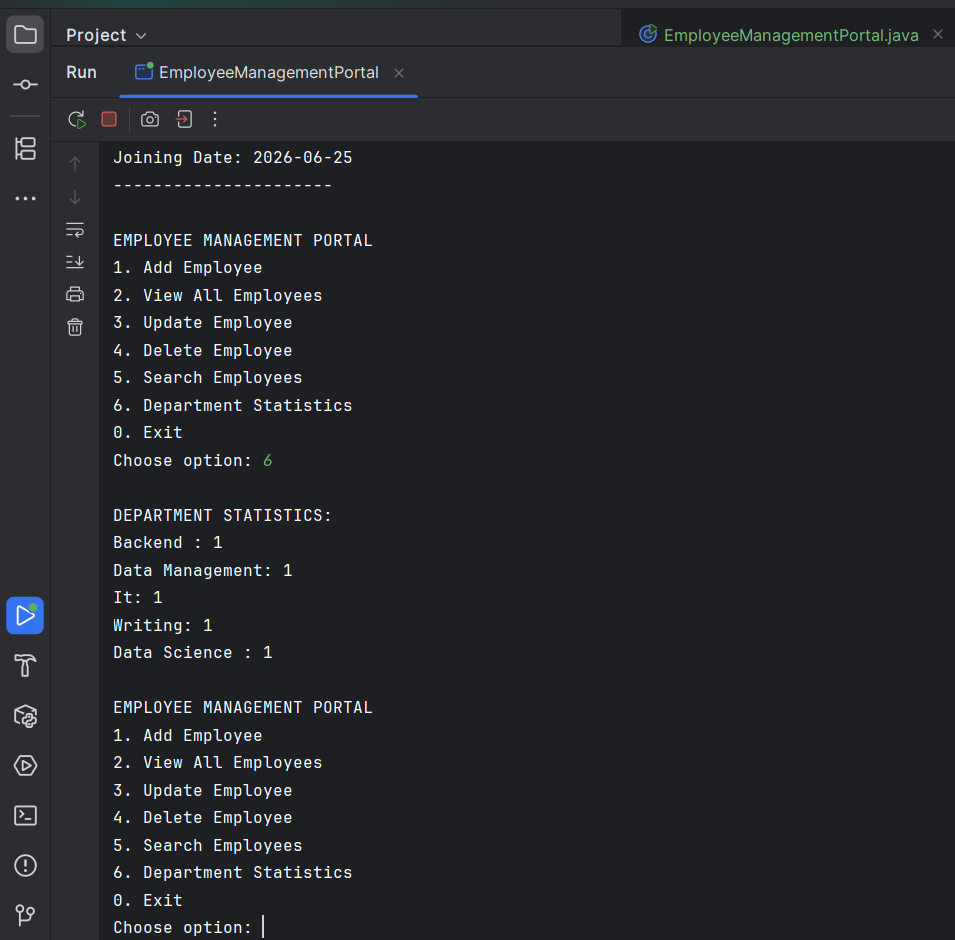 Project
EmployeeManagementPortal.java
Run
EmployeeManagementPortal
Joining Date: 2026-06-25
----------------------
EMPLOYEE MANAGEMENT PORTAL
1. Add Employee
2. View All Employees
3. Update Employee
4. Delete Employee
5. Search Employees
6. Department Statistics
0. Exit
Choose option: 6
DEPARTMENT STATISTICS:
Backend : 1
Data Management: 1
It: 1
Writing: 1
Data Science : 1
EMPLOYEE MANAGEMENT PORTAL
1. Add Employee
2. View All Employees
3. Update Employee
4. Delete Employee
5. Search Employees
6. Department Statistics
0. Exit
Choose option: